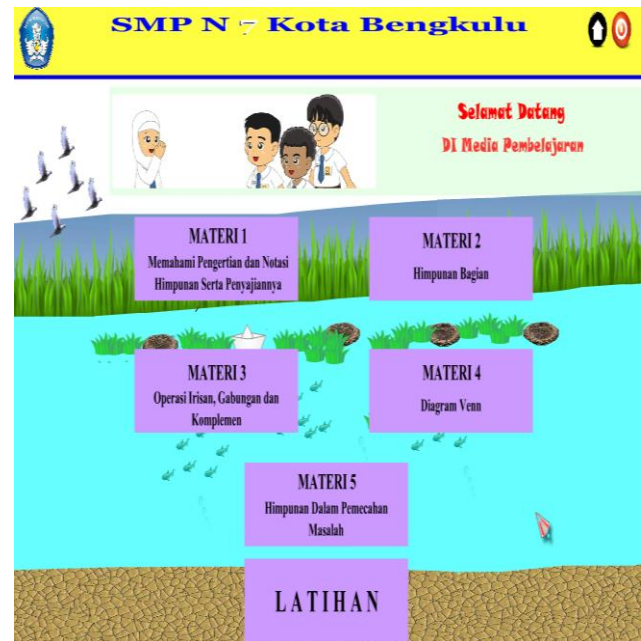 SMP N 7 Kota Bengkulu
Selamat Datang
DI Media Pembelajaran
MATERI 1
Memahami Pengertian dan Notasi
Himpunan Serta Penyajiannya
MATERI 2
Himpunan Bagian
MATERI 3
Operasi Irisan, Gabungan dan
Komplemen
MATERI 4
Diagram Venn
MATERI 5
Himpunan Dalam Pemecahan
Masalah
LATIHAN